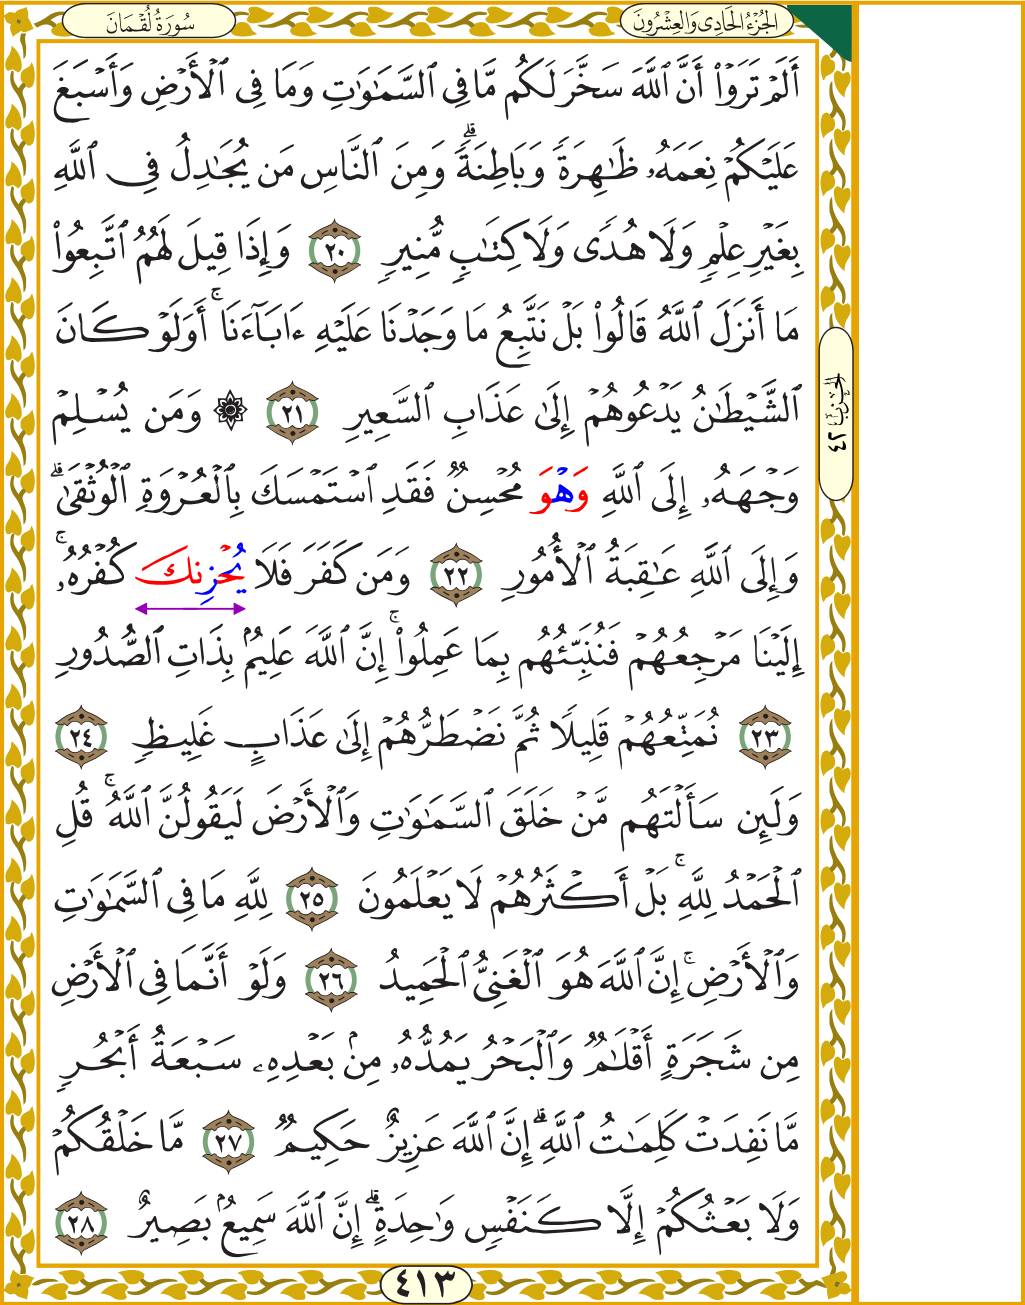 سُورَةُ لُقۡمَانَ
الجُزۡءُ الحَادِى وَالعِشۡرُونَ
أَلَمۡ تَرَوۡاْ أَنَّ ٱللَّهَ سَخَّرَ لَكُم مَّا فِي ٱلسَّمَٰوَٰتِ وَمَا فِي ٱلۡأَرۡضِ وَأَسۡبَغَ
عَلَيۡكُمۡ نِعَمَهُۥ ظَٰهِرَةٗ وَبَاطِنَةٗۗ وَمِنَ ٱلنَّاسِ مَن يُجَٰدِلُ فِي ٱللَّهِ
بِغَيۡرِ عِلۡمٖ وَلَا هُدٗى وَلَا كِتَٰبٖ مُّنِيرٖ ٢٠ وَإِذَا قِيلَ لَهُمُ ٱتَّبِعُواْ
مَا أَنزَلَ ٱللَّهُ قَالُواْ بَلۡ نَتَّبِعُ مَا وَجَدۡنَا عَلَيۡهِ ءَابَآءَنَاۚ أَوَلَوۡ كَانَ
ٱلشَّيۡطَٰنُ يَدۡعُوهُمۡ إِلَىٰ عَذَابِ ٱلسَّعِيرِ ٢١ ۞ وَمَن يُسۡلِمۡ
وَجۡهَهُۥ إِلَى ٱللَّهِ وَهۡوَ مُحۡسِنٞ فَقَدِ ٱسۡتَمۡسَكَ بِٱلۡعُرۡوَةِ ٱلۡوُثۡقَىٰۗ
وَإِلَى ٱللَّهِ عَٰقِبَةُ ٱلۡأُمُورِ ٢٢ وَمَن كَفَرَ فَلَا يُحۡزِنكَ كُفۡرُهُۥۚ
إِلَيۡنَا مَرۡجِعُهُمۡ فَنُنَبِّئُهُم بِمَا عَمِلُوٓاْۚ إِنَّ ٱللَّهَ عَلِيمُۢ بِذَاتِ ٱلصُّدُورِ
٢٣ نُمَتِّعُهُمۡ قَلِيلٗا ثُمَّ نَضۡطَرُّهُمۡ إِلَىٰ عَذَابٍ غَلِيظٖ ٢٤
وَلَئِن سَأَلۡتَهُم مَّنۡ خَلَقَ ٱلسَّمَٰوَٰتِ وَٱلۡأَرۡضَ لَيَقُولُنَّ ٱللَّهُۚ قُلِ
ٱلۡحَمۡدُ لِلَّهِۚ بَلۡ أَكۡثَرُهُمۡ لَا يَعۡلَمُونَ ٢٥ لِلَّهِ مَا فِي ٱلسَّمَٰوَٰتِ
وَٱلۡأَرۡضِۚ إِنَّ ٱللَّهَ هُوَ ٱلۡغَنِيُّ ٱلۡحَمِيدُ ٢٦ وَلَوۡ أَنَّمَا فِي ٱلۡأَرۡضِ
مِن شَجَرَةٍ أَقۡلَٰمٞ وَٱلۡبَحۡرُ يَمُدُّهُۥ مِنۢ بَعۡدِهِۦ سَبۡعَةُ أَبۡحُرٖ
مَّا نَفِدَتۡ كَلِمَٰتُ ٱللَّهِۗ إِنَّ ٱللَّهَ عَزِيزٌ حَكِيمٞ ٢٧ مَّا خَلۡقُكُمۡ
وَلَا بَعۡثُكُمۡ إِلَّا كَنَفۡسٖ وَٰحِدَةٍۗ إِنَّ ٱللَّهَ سَمِيعُۢ بَصِيرٌ ٢٨
الحِزۡبُ ٤٢
٤١٣